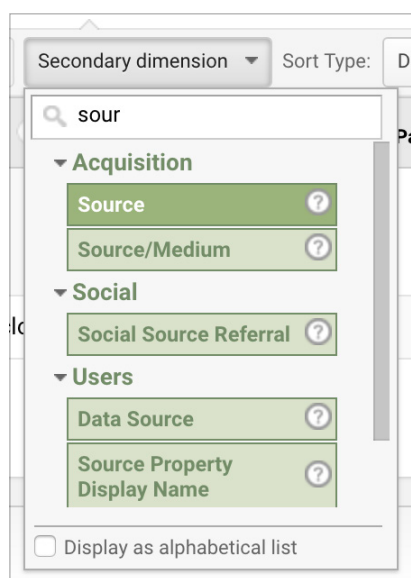 Secondary dimension Sort Type: D
sour
Acquisition
Source
Source/Medium
Social
Social Source Referral
Users
Data Source
Source Property
Display Name
Display as alphabetical list